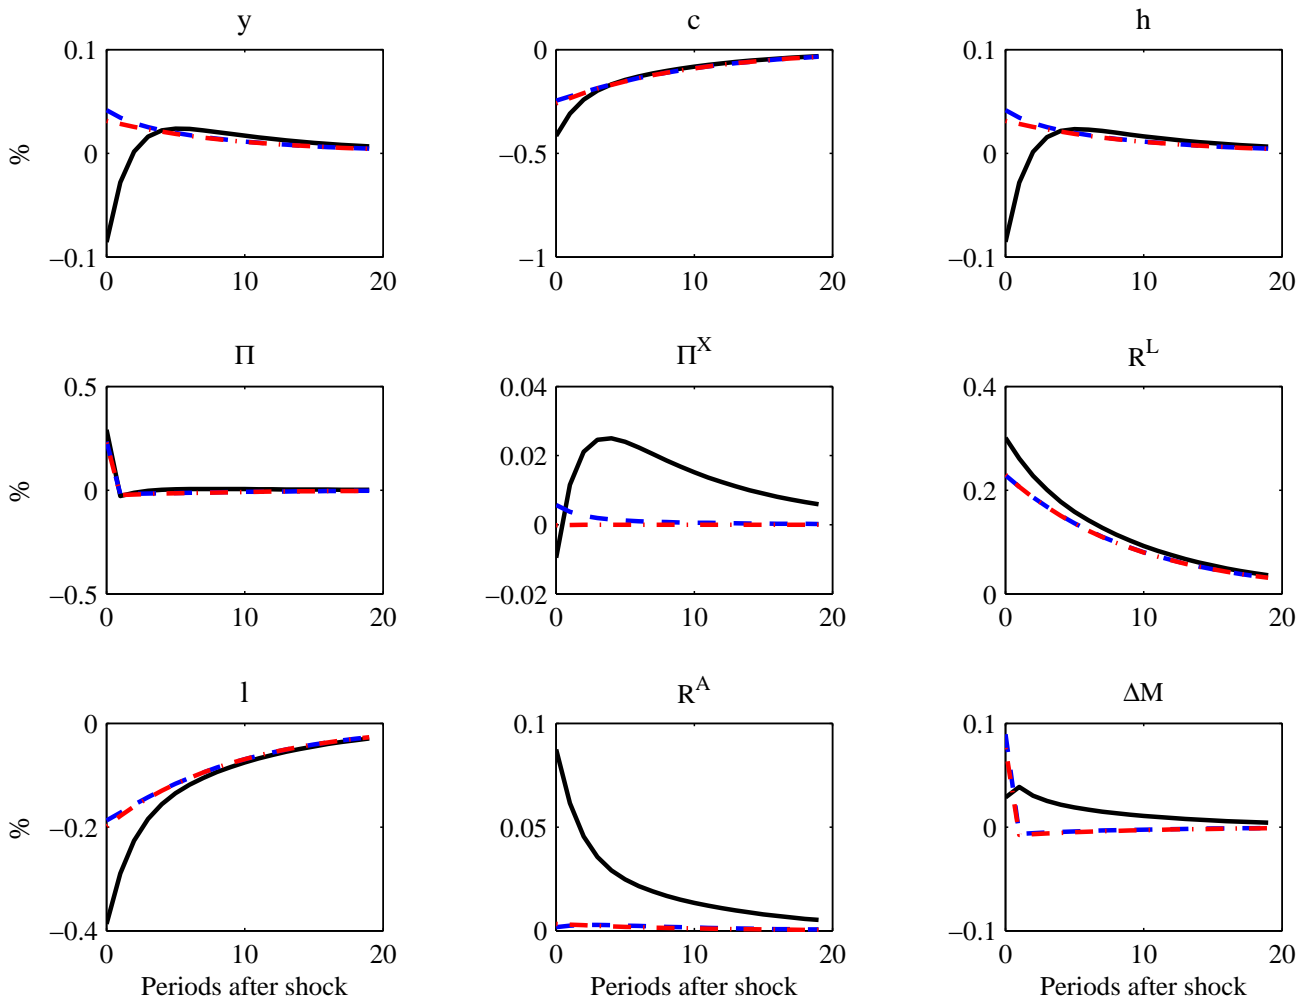 y c h
0.1 0 0.1
% 0 −0.5 0
−0.1 −1 −0.1
0 10 20 0 10 20 0 10 20
Π Π^X R^L
0.5 0.04 0.4
% 0 0.02 0.2
0
−0.5 −0.02 0
0 10 20 0 10 20 0 10 20
l R^A ΔM
0 0.1 0.1
% −0.2 0.05 0
−0.4 0 −0.1
0 10 20 0 10 20 0 10 20
Periods after shock Periods after shock Periods after shock